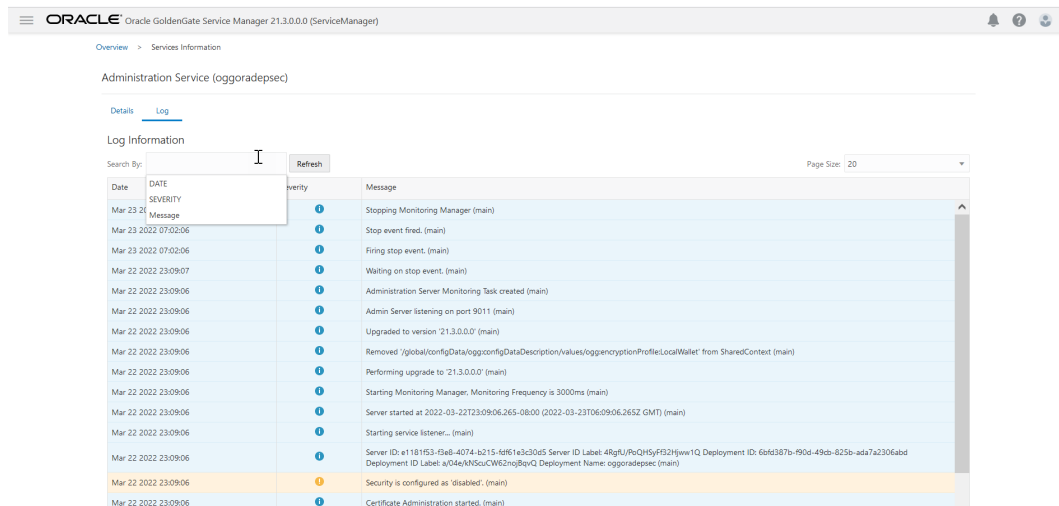 ORACLE® Oracle GoldenGate Service Manager 21.3.0.0.0 (ServiceManager)
Overview > Services Information
Administration Service (oggoradepsec)
Details Log
Log Information
Search By: Refresh Page Size: 20
DATE
SEVERITY
Message
Date everity Message
Mar 23 20 Stopping Monitoring Manager (main)
Mar 23 2022 07:02:06 Stop event fired. (main)
Mar 23 2022 07:02:06 Firing stop event. (main)
Mar 22 2022 23:09:07 Waiting on stop event. (main)
Mar 22 2022 23:09:06 Administration Server Monitoring Task created (main)
Mar 22 2022 23:09:06 Admin Server listening on port 9011 (main)
Mar 22 2022 23:09:06 Upgraded to version '21.3.0.0.0' (main)
Mar 22 2022 23:09:06 Removed '/global/configData/ogg:configDataDescription/values/ogg:encryptionProfile:LocalWallet' from SharedContext (main)
Mar 22 2022 23:09:06 Performing upgrade to '21.3.0.0.0' (main)
Mar 22 2022 23:09:06 Starting Monitoring Manager, Monitoring Frequency is 3000ms (main)
Mar 22 2022 23:09:06 Server started at 2022-03-22T23:09:06.265-08:00 (2022-03-23T06:09:06.265Z GMT) (main)
Mar 22 2022 23:09:06 Starting service listener... (main)
Mar 22 2022 23:09:06 Server ID: e1181f53-f3e8-4074-b215-fdf61e3c30d5 Server ID Label: 4RgfU/PoQHSyFf32Hjww1Q Deployment ID: 6bfd387b-f90d-49cb-825b-ada7a2306abd
Deployment ID Label: a/04e/kNScuCW62nojBqvQ Deployment Name: oggoradepsec (main)
Mar 22 2022 23:09:06 Security is configured as 'disabled'. (main)
Mar 22 2022 23:09:06 Certificate Administration started. (main)